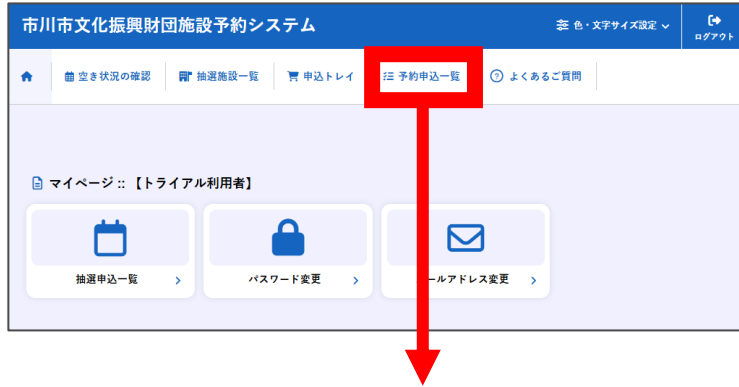 市川市文化振興財団施設予約システム
色・文字サイズ設定
ログアウト
空き状況の確認
抽選施設一覧
申込トレイ
予約申込一覧
よくあるご質問
マイページ :: 【トライアル利用者】
抽選申込一覧
パスワード変更
ールアドレス変更